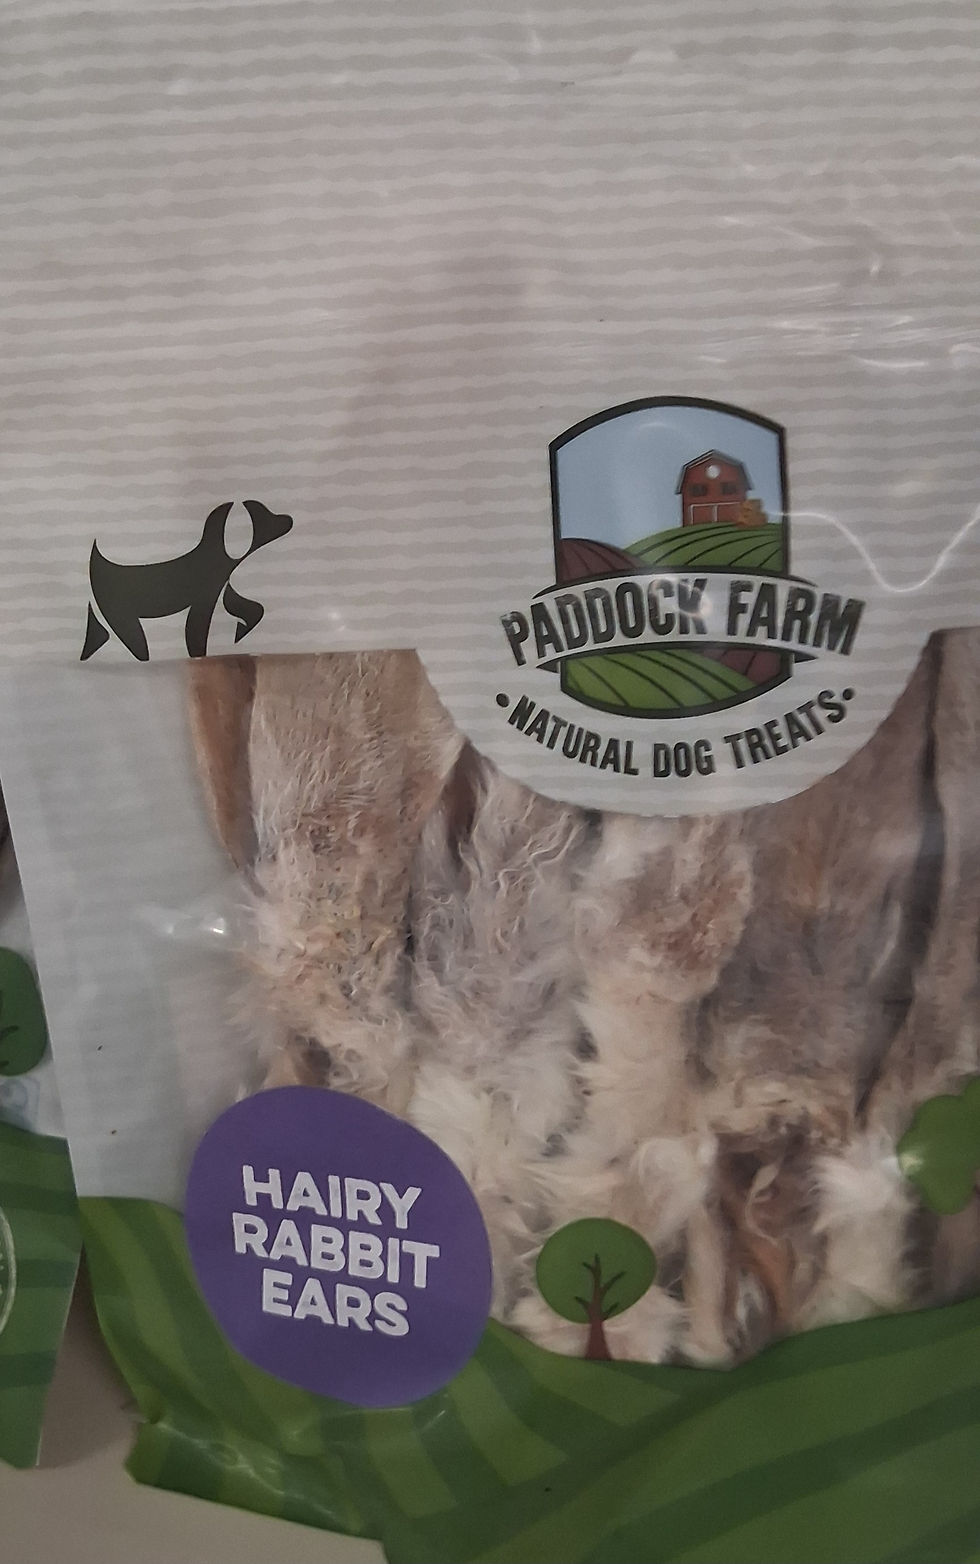 PADDOCK FARM
• NATURAL DOG TREATS •
HAIRY
RABBIT
EARS